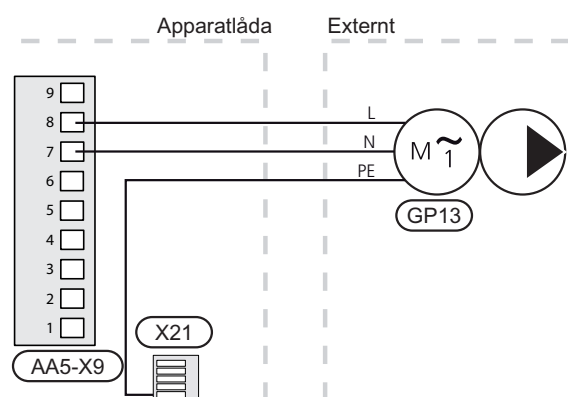 Apparatlåda Externt
9
8
7
6
5
4
3
2
1
L
N
PE
M ~ 1
GP13
X21
AA5-X9